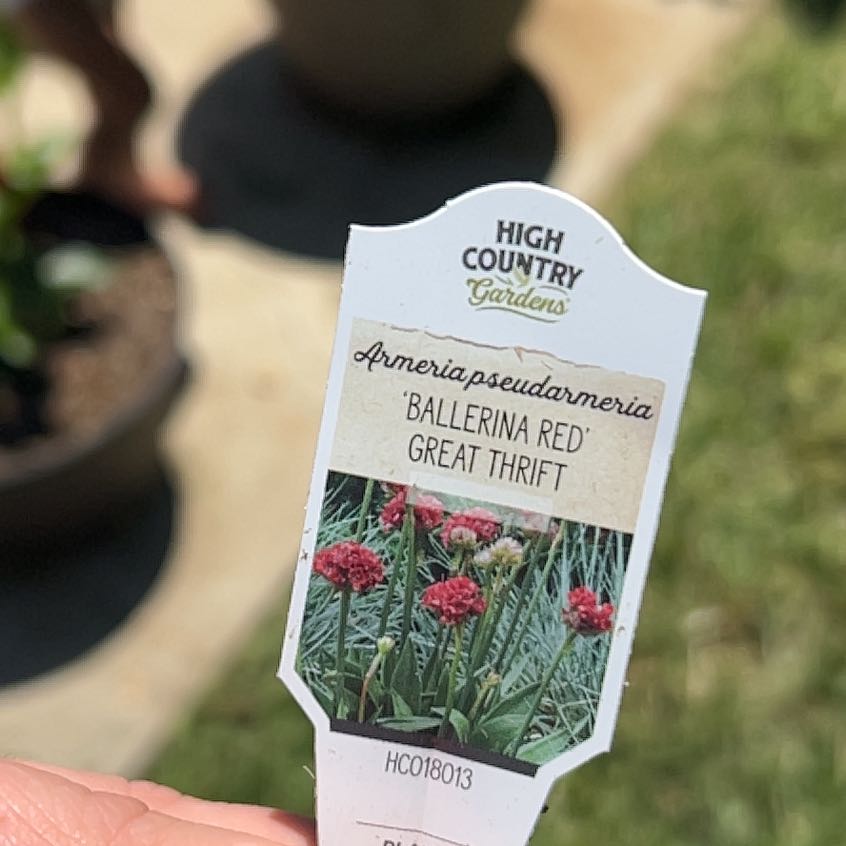 HIGH
COUNTRY
Gardens
Armeria pseudarmeria
'BALLERINA RED'
GREAT THRIFT
HC018013